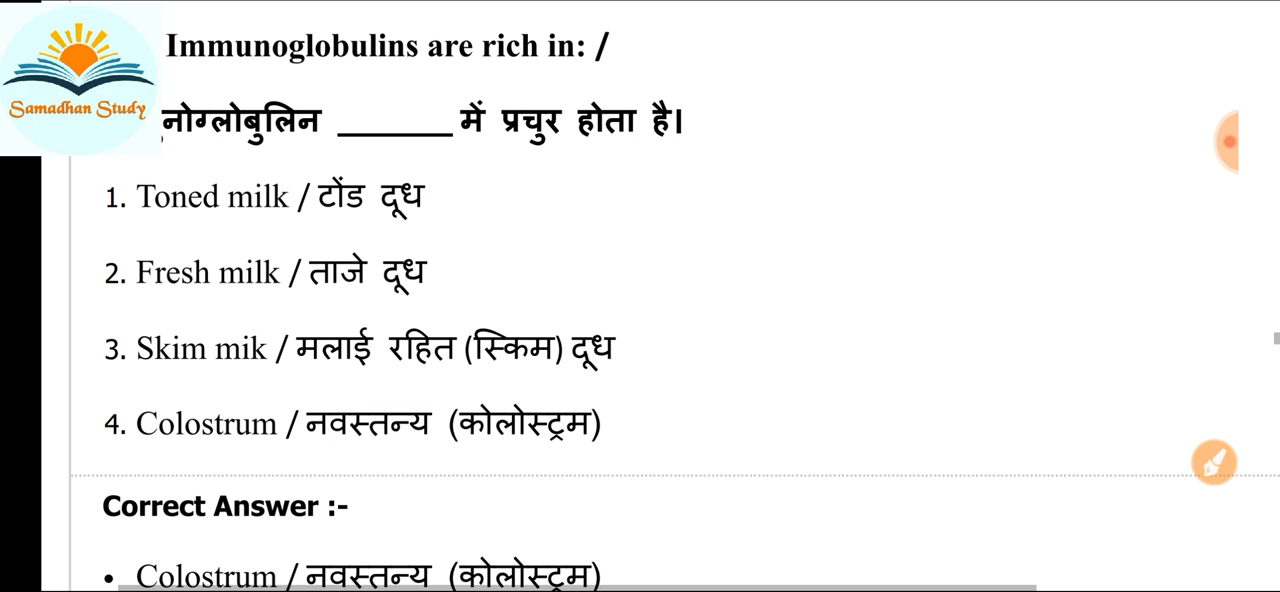 Immunoglobulins are rich in: /
Samadhan Study
नोग्लोबुलिन ______ में प्रचुर होता है।
1. Toned milk / टोंड दूध
2. Fresh milk / ताजे दूध
3. Skim mik / मलाई रहित (स्किम) दूध
4. Colostrum / नवस्तन्य (कोलोस्ट्रम)
Correct Answer :-
• Colostrum / नवस्तन्य (कोलोस्ट्रम)